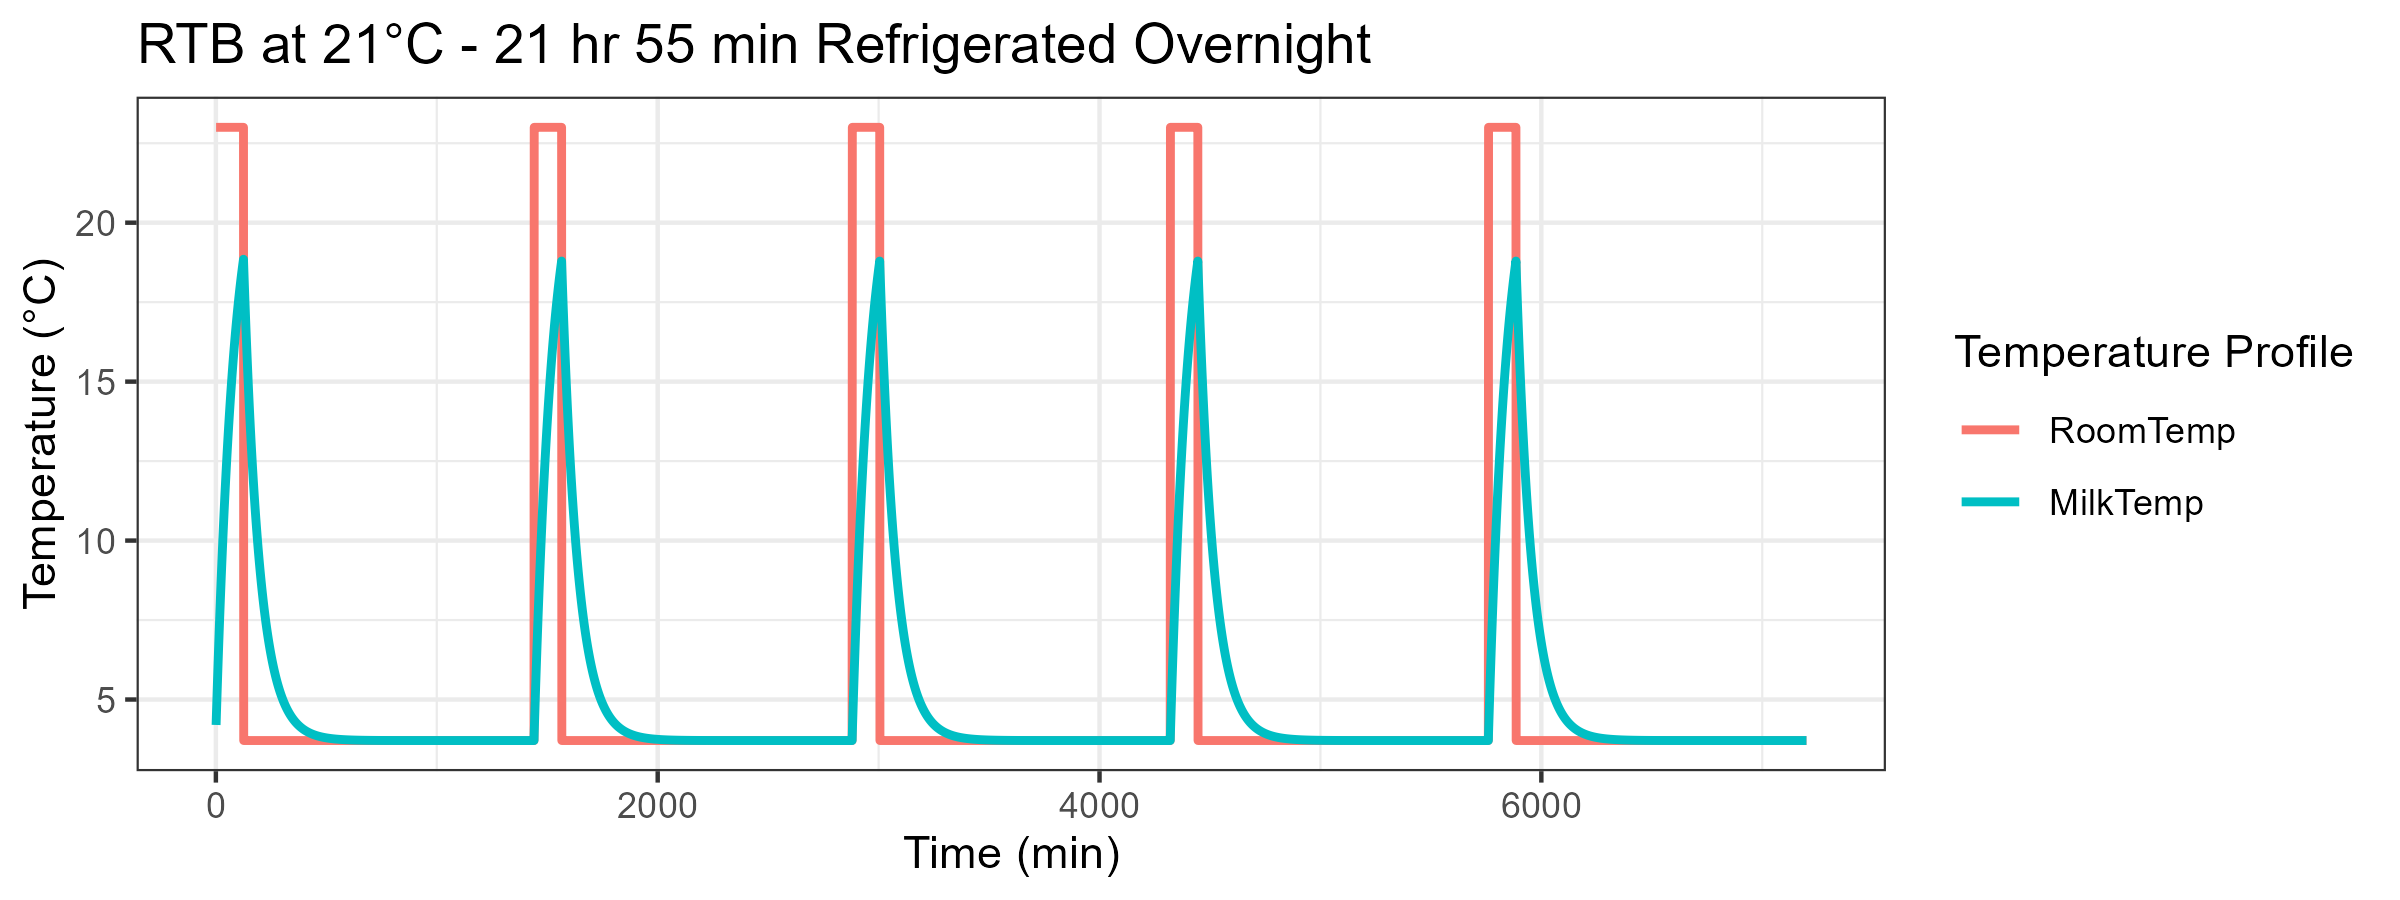 RTB at 21°C - 21 hr 55 min Refrigerated Overnight
Temperature (°C)
20
15
10
5
0
2000
4000
6000
Time (min)
Temperature Profile
RoomTemp
MilkTemp